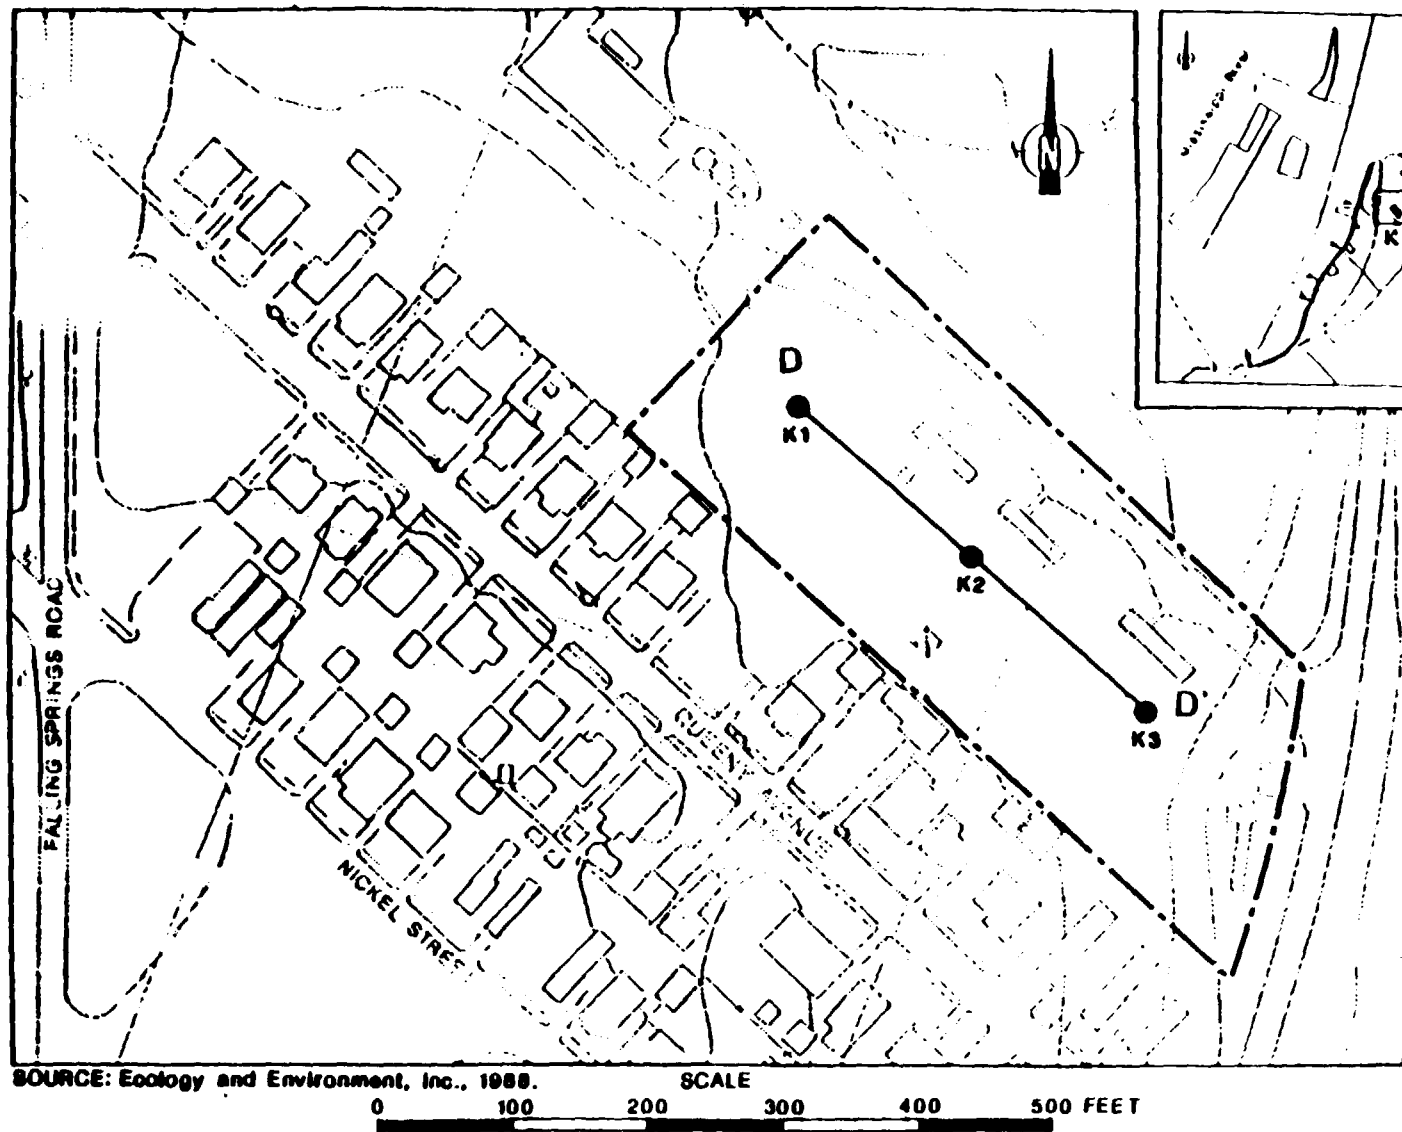 N
K
D
K1
K2
D'
K3
QUEENY AVENUE
FALLING SPRINGS ROAD
NICKEL STREET
SOURCE: Ecology and Environment, Inc., 1988.
SCALE
0 100 200 300 400 500 FEET